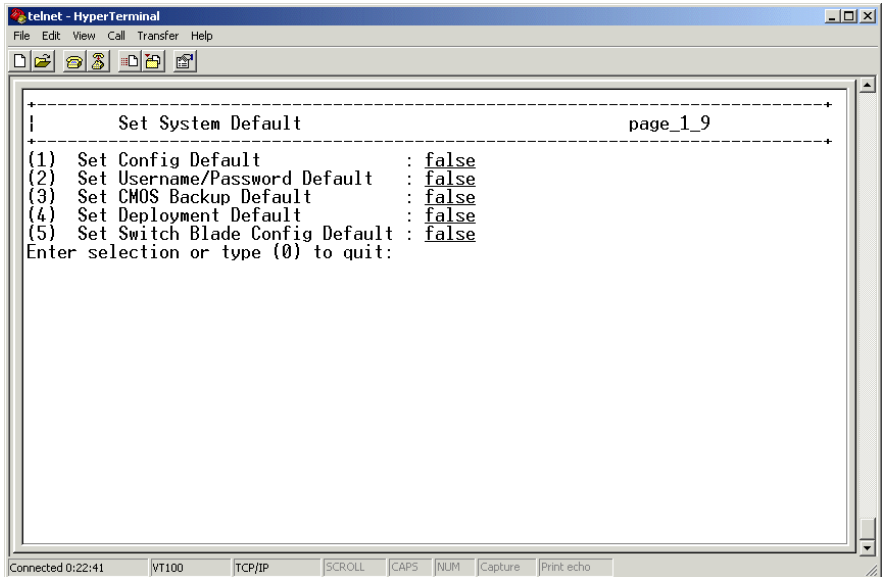 telnet - HyperTerminal
File Edit View Call Transfer Help
+------------------------------------------------------------------------------+
| Set System Default page_1_9
+------------------------------------------------------------------------------+
(1) Set Config Default : false
(2) Set Username/Password Default : false
(3) Set CMOS Backup Default : false
(4) Set Deployment Default : false
(5) Set Switch Blade Config Default : false
Enter selection or type (0) to quit:
Connected 0:22:41 VT100 TCP/IP SCROLL CAPS NUM Capture Print echo